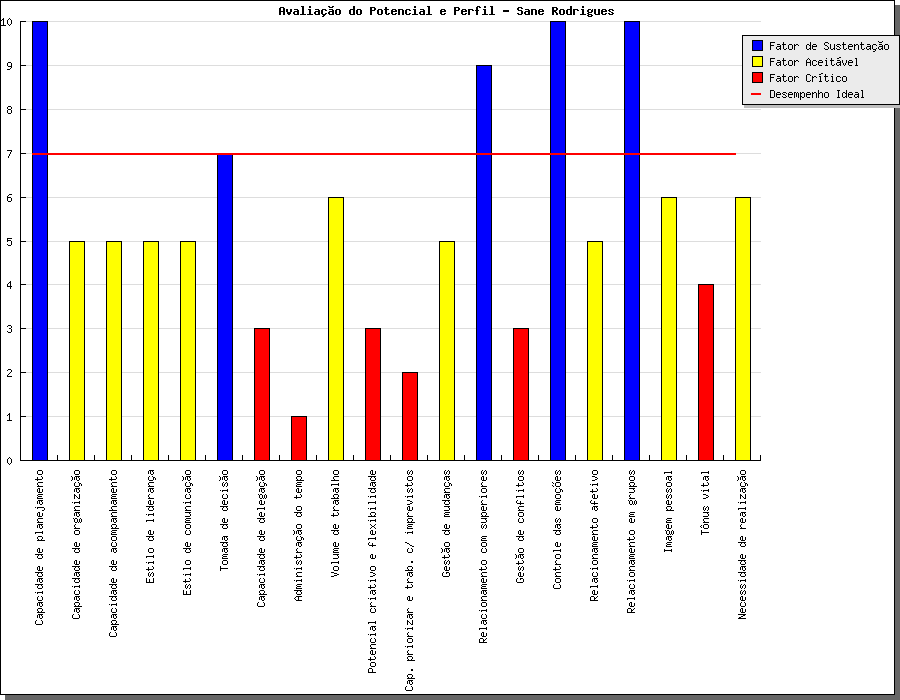 Avaliação do Potencial e Perfil - Sane Rodrigues
Fator de Sustentação
Fator Aceitável
Fator Crítico
Desempenho Ideal
10
9
8
7
6
5
4
3
2
1
0
Capacidade de planejamento
Capacidade de organização
Capacidade de acompanhamento
Estilo de liderança
Estilo de comunicação
Tomada de decisão
Capacidade de delegação
Administração do tempo
Volume de trabalho
Potencial criativo e flexibilidade
Cap. priorizar e trab. c/ imprevistos
Gestão de mudanças
Relacionamento com superiores
Gestão de conflitos
Controle das emoções
Relacionamento afetivo
Relacionamento em grupos
Imagem pessoal
Tônus vital
Necessidade de realização